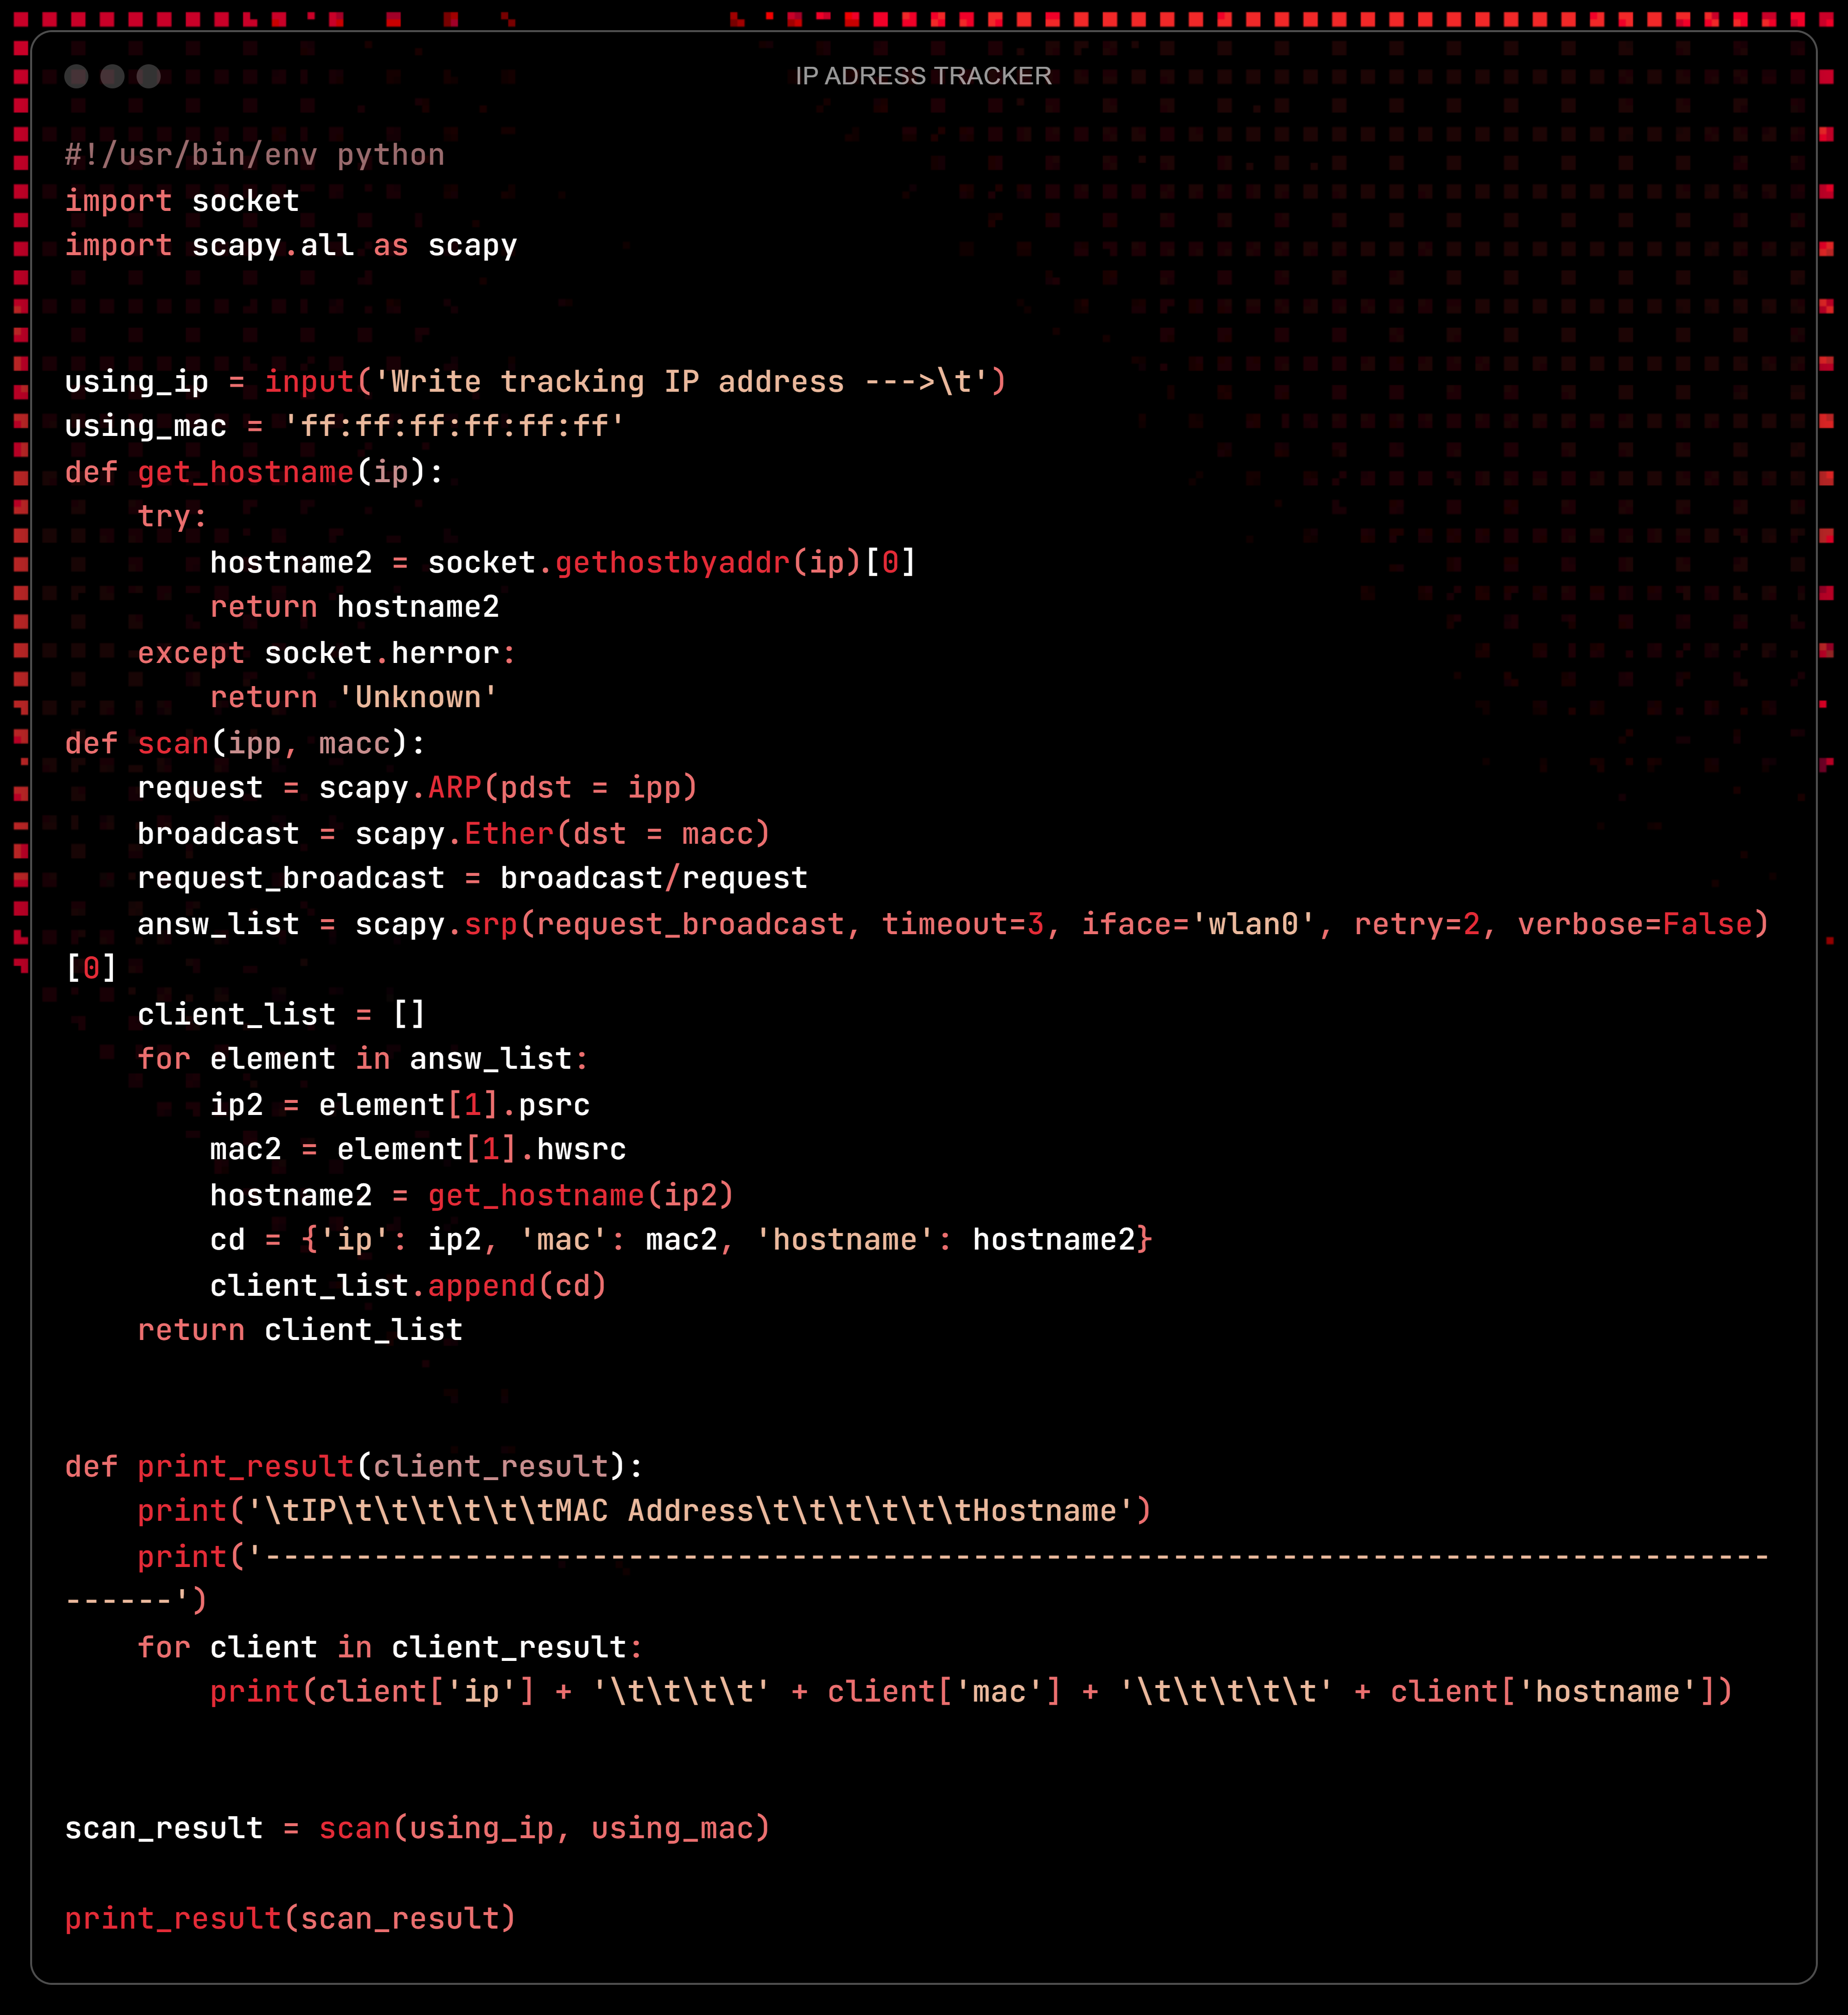 IP ADRESS TRACKER
#!/usr/bin/env python
import socket
import scapy.all as scapy
using_ip = input('Write tracking IP address --->\t')
using_mac = 'ff:ff:ff:ff:ff:ff'
def get_hostname(ip):
    try:
        hostname2 = socket.gethostbyaddr(ip)[0]
        return hostname2
    except socket.herror:
        return 'Unknown'
def scan(ipp, macc):
    request = scapy.ARP(pdst = ipp)
    broadcast = scapy.Ether(dst = macc)
    request_broadcast = broadcast/request
    answ_list = scapy.srp(request_broadcast, timeout=3, iface='wlan0', retry=2, verbose=False)
[0]
    client_list = []
    for element in answ_list:
        ip2 = element[1].psrc
        mac2 = element[1].hwsrc
        hostname2 = get_hostname(ip2)
        cd = {'ip': ip2, 'mac': mac2, 'hostname': hostname2}
        client_list.append(cd)
    return client_list
def print_result(client_result):
    print('\tIP\t\t\t\t\t\tMAC Address\t\t\t\t\t\tHostname')
    print('-----------------------------------------------------------------------------------
------')
    for client in client_result:
        print(client['ip'] + '\t\t\t\t' + client['mac'] + '\t\t\t\t\t' + client['hostname'])
scan_result = scan(using_ip, using_mac)
print_result(scan_result)